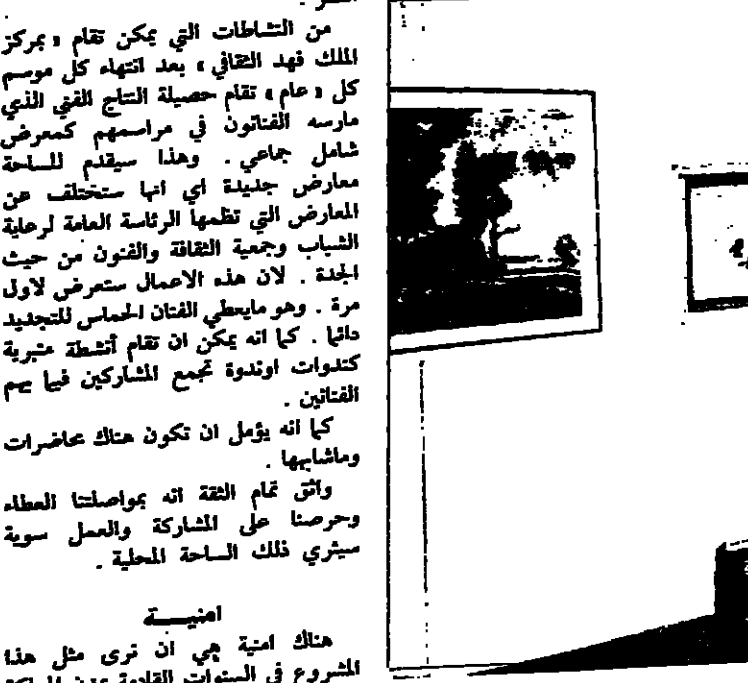 من النشاطات التي يمكن تقام « بمركز
الملك فهد الثقافي » بعد انتهاء كل موسم
كل « عام » تقام حصيلة النتاج الفني الذي
مارسه الفنانون في مراسمهم كمعرض
شامل جماعي . وهذا سيقدم للساحة
معارض جديدة اي انها ستختلف عن
المعارض التي تظمها الرئاسة العامة لرعاية
الشباب وجمعية الثقافة والفنون من حيث
الجدة . لان هذه الاعمال ستعرض لاول
مرة . وهو مايعطي الفنان الحماس للتجديد
دائما . كما انه يمكن ان تقام أنشطة منبرية
كندوات اوندوة تجمع المشاركين فيما يهم
الفنانين .
كما انه يؤمل ان تكون هناك محاضرات
وماشابهها .
واثق تمام الثقة انه بمواصلتنا العطاء
وحرصنا على المشاركة والعمل سوية
سيثري ذلك الساحة المحلية .
امنيــة
هناك امنية هي ان نرى مثل هذا
المشروع في السنوات القادمة